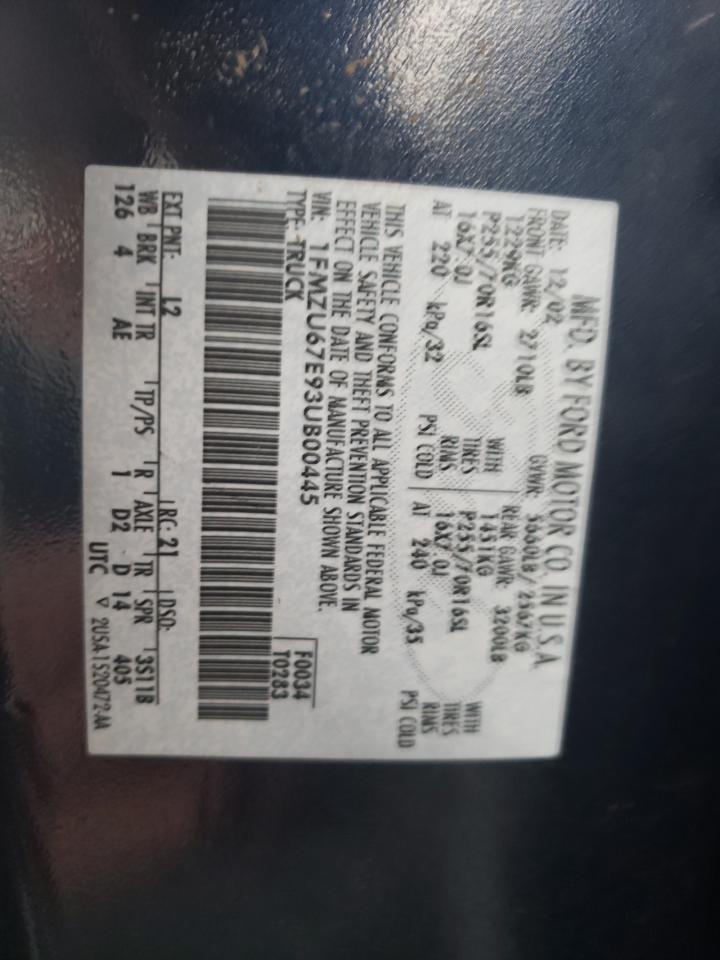 MFD. BY FORD MOTOR CO. IN U.S.A.
DATE: 12/02 GVWR: 5660LB/ 2567KG
FRONT GAWR: 2710LB REAR GAWR: 3200LB
1229KG WITH 1451KG WITH
P255/70R16SL TIRES P255/70R16SL TIRES
16X7.0J RIMS 16X7.0J RIMS
AT 220 kPa/32 PSI COLD AT 240 kPa/35 PSI COLD
THIS VEHICLE CONFORMS TO ALL APPLICABLE FEDERAL MOTOR
VEHICLE SAFETY AND THEFT PREVENTION STANDARDS IN
EFFECT ON THE DATE OF MANUFACTURE SHOWN ABOVE.
VIN: 1FMZU67E93UB00445
TYPE: TRUCK
F0034
T0283
EXT PNT: L2 RC: 21 DSO:
WB BRK INT TR TP/PS R AXLE TR SPR 3S11B
126 4 AE 1 D2 D 14 405
UTC ▽ 2U5A 1520472-AA